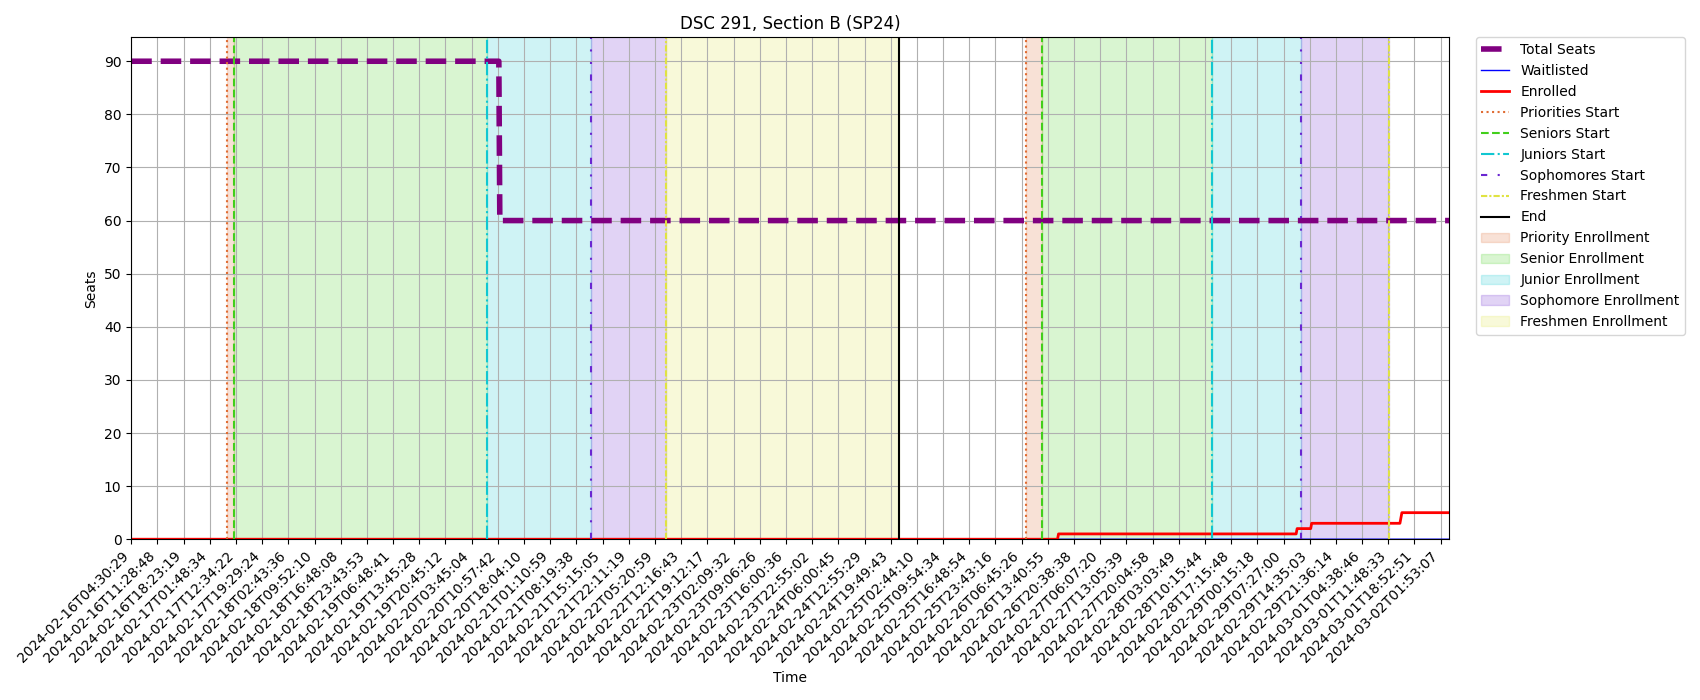 DSC 291, Section B (SP24)
Seats
90
80
70
60
50
40
30
20
10
0
2024-02-16T04:30:29
2024-02-16T11:28:48
2024-02-16T18:23:19
2024-02-17T01:48:34
2024-02-17T12:34:22
2024-02-17T19:29:24
2024-02-18T02:43:36
2024-02-18T09:52:10
2024-02-18T16:48:08
2024-02-18T23:43:53
2024-02-19T06:48:41
2024-02-19T13:45:28
2024-02-19T20:45:12
2024-02-20T03:45:04
2024-02-20T10:57:42
2024-02-20T18:04:10
2024-02-21T01:10:59
2024-02-21T08:19:38
2024-02-21T15:15:05
2024-02-21T22:11:19
2024-02-22T05:20:59
2024-02-22T12:16:43
2024-02-22T19:12:17
2024-02-23T02:09:32
2024-02-23T09:06:26
2024-02-23T16:00:36
2024-02-23T22:55:02
2024-02-24T06:00:45
2024-02-24T12:55:29
2024-02-24T19:49:43
2024-02-25T02:44:10
2024-02-25T09:54:34
2024-02-25T16:48:54
2024-02-25T23:43:16
2024-02-26T06:45:26
2024-02-26T13:40:55
2024-02-26T20:38:38
2024-02-27T06:07:20
2024-02-27T13:05:39
2024-02-27T20:04:58
2024-02-28T03:03:49
2024-02-28T10:15:44
2024-02-28T17:15:48
2024-02-29T00:15:18
2024-02-29T07:27:00
2024-02-29T14:35:03
2024-02-29T21:36:14
2024-03-01T04:38:46
2024-03-01T11:48:33
2024-03-01T18:52:51
2024-03-02T01:53:07
Time
Total Seats
Waitlisted
Enrolled
Priorities Start
Seniors Start
Juniors Start
Sophomores Start
Freshmen Start
End
Priority Enrollment
Senior Enrollment
Junior Enrollment
Sophomore Enrollment
Freshmen Enrollment